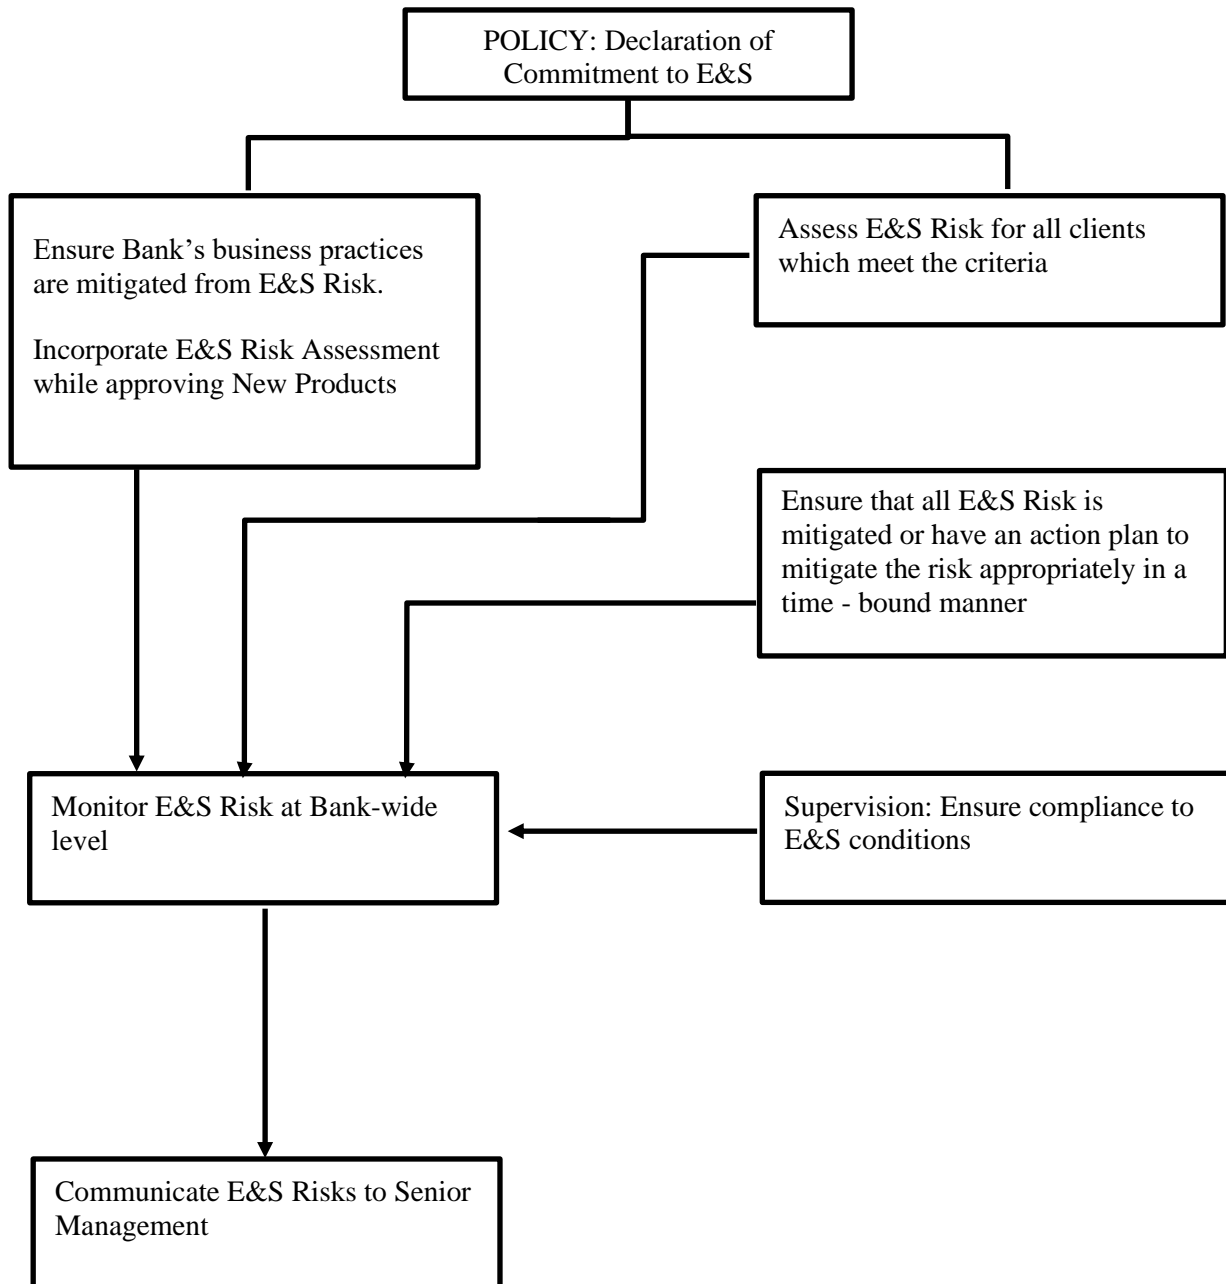 POLICY: Declaration of
Commitment to E&S
Ensure Bank’s business practices
are mitigated from E&S Risk.
Incorporate E&S Risk Assessment
while approving New Products
Assess E&S Risk for all clients
which meet the criteria
Ensure that all E&S Risk is
mitigated or have an action plan to
mitigate the risk appropriately in a
time - bound manner
Monitor E&S Risk at Bank-wide
level
Supervision: Ensure compliance to
E&S conditions
Communicate E&S Risks to Senior
Management